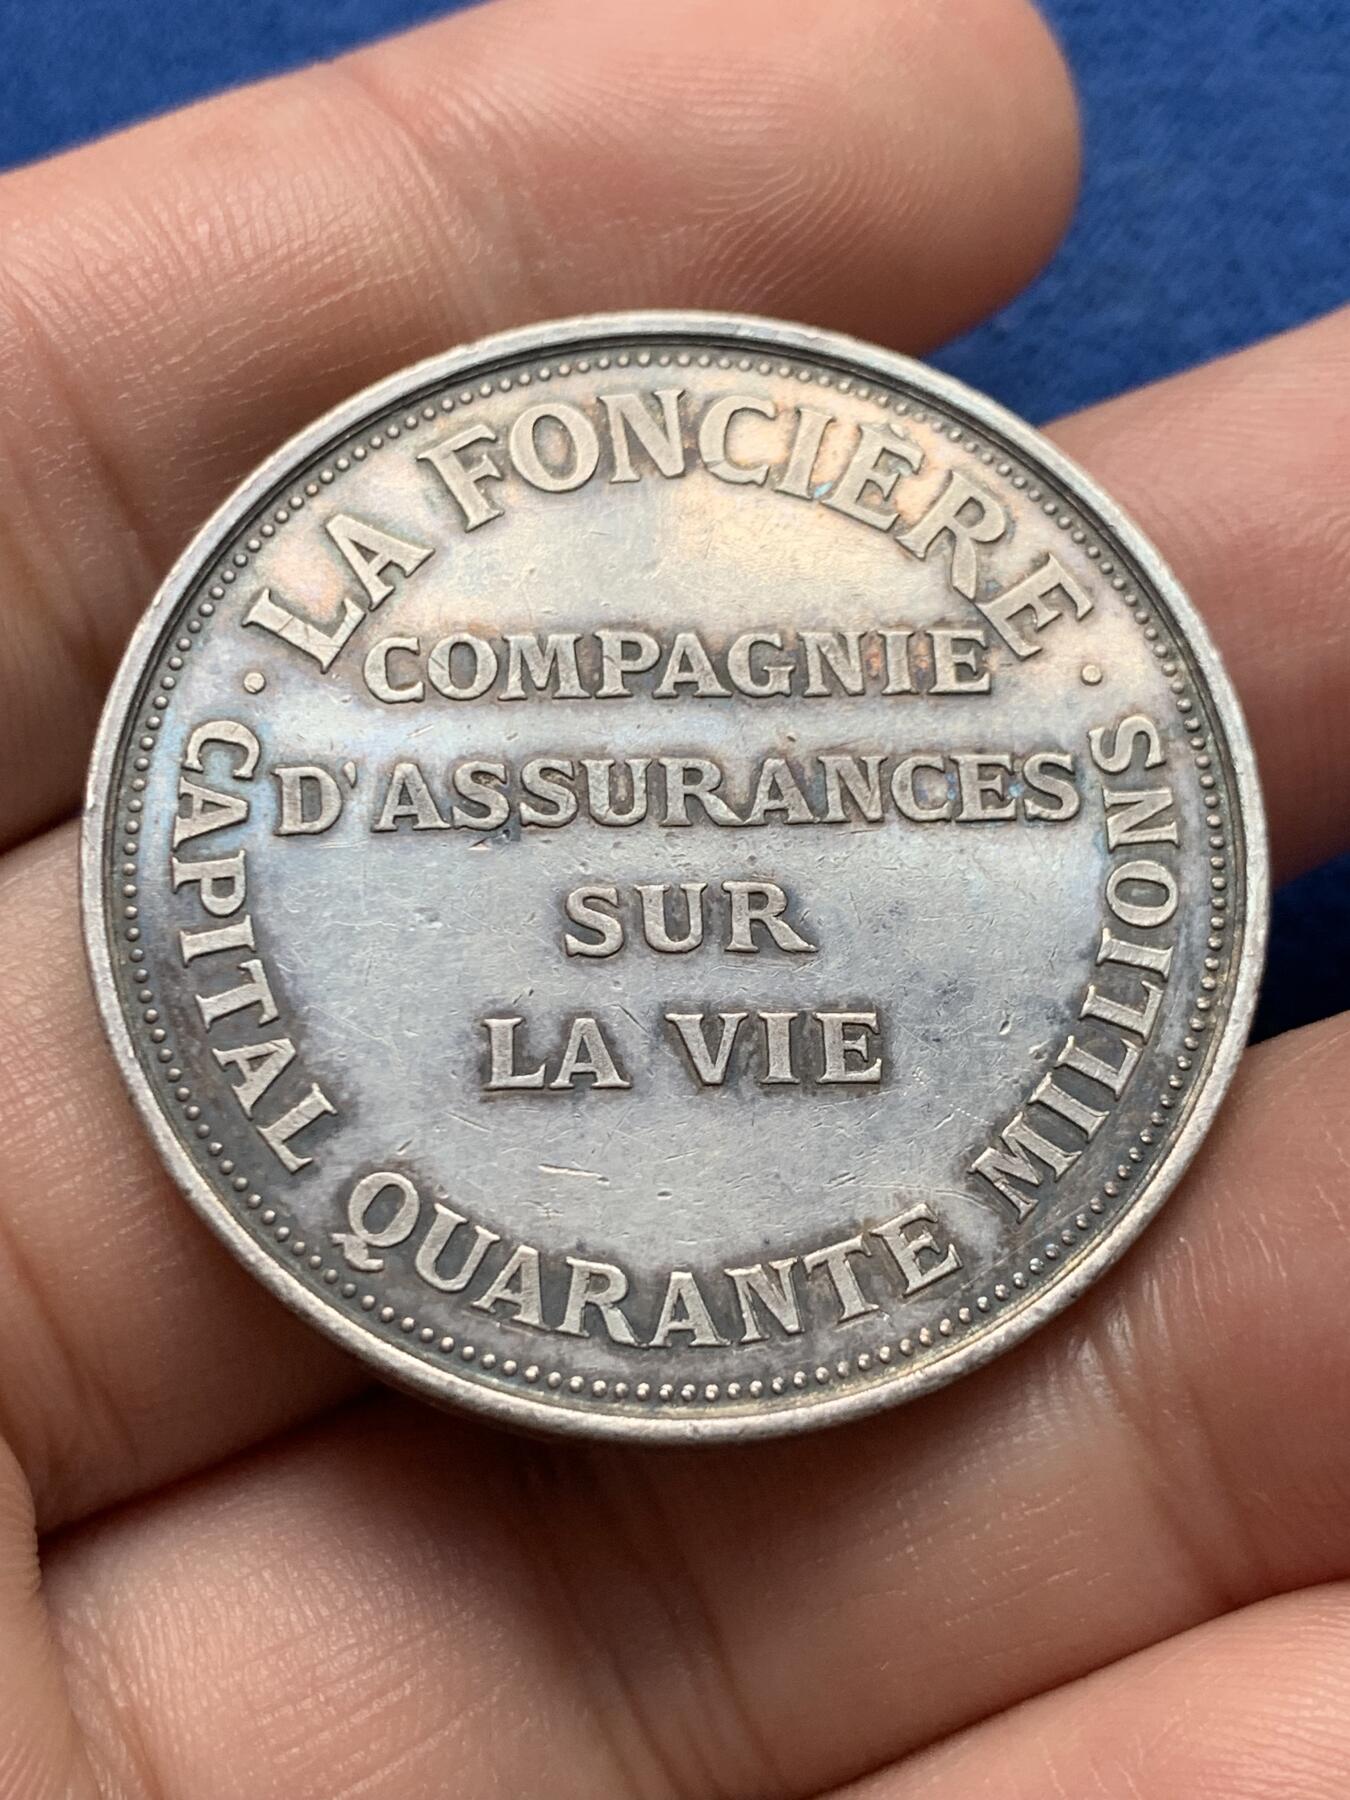 LA FONCIÈRE
COMPAGNIE
D'ASSURANCES
SUR
LA VIE
CAPITAL QUARANTE MILLIONS